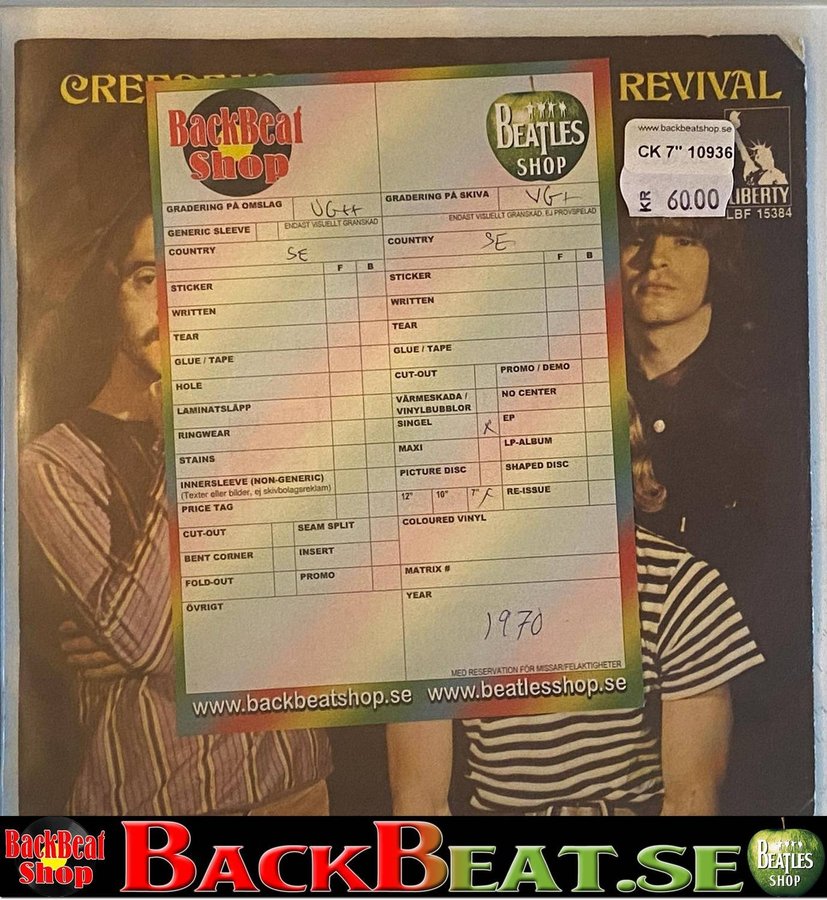 CREEDENC
REVIVAL
BackBeat
Shop
BEATLES
SHOP
www.backbeatshop.se
CK 7" 10936
KR 60.00
LIBERTY
LBF 15384
GRADERING PÅ OMSLAG VG++
ENDAST VISUELLT GRANSKAD
GRADERING PÅ SKIVA VG+
ENDAST VISUELLT GRANSKAD, EJ PROVSPELAD
GENERIC SLEEVE
COUNTRY SE
F B
STICKER
WRITTEN
TEAR
GLUE / TAPE
HOLE
LAMINATSLÄPP
RINGWEAR
STAINS
INNERSLEEVE (NON-GENERIC)
(Texter eller bilder, ej skivbolagsreklam)
PRICE TAG
CUT-OUT SEAM SPLIT
BENT CORNER INSERT
FOLD-OUT PROMO
ÖVRIGT
COUNTRY SE
F B
STICKER
WRITTEN
TEAR
GLUE / TAPE
CUT-OUT PROMO / DEMO
VÄRMESKADA /
VINYLBUBBLOR NO CENTER
SINGEL X EP
MAXI LP-ALBUM
PICTURE DISC SHAPED DISC
12" 10" 7" X RE-ISSUE
COLOURED VINYL
MATRIX #
YEAR
1970
MED RESERVATION FÖR MISSAR/FELAKTIGHETER
www.backbeatshop.se www.beatlesshop.se
BackBeat
Shop
BACKBEAT.SE
BEATLES
SHOP